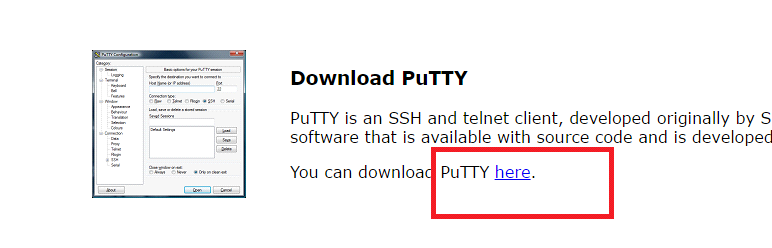 PuTTY Configuration
Category:
Session
Logging
Terminal
Keyboard
Bell
Features
Window
Appearance
Behaviour
Translation
Selection
Colours
Connection
Data
Proxy
Telnet
Rlogin
SSH
Serial
Basic options for your PuTTY session
Specify the destination you want to connect to
Host Name (or IP address)
Port
22
Connection type:
Raw
Telnet
Rlogin
SSH
Serial
Load, save or delete a stored session
Saved Sessions
Default Settings
Load
Save
Delete
Close window on exit:
Always
Never
Only on clean exit
About
Open
Cancel
Download PuTTY
PuTTY is an SSH and telnet client, developed originally by S
software that is available with source code and is developed
You can download PuTTY here.